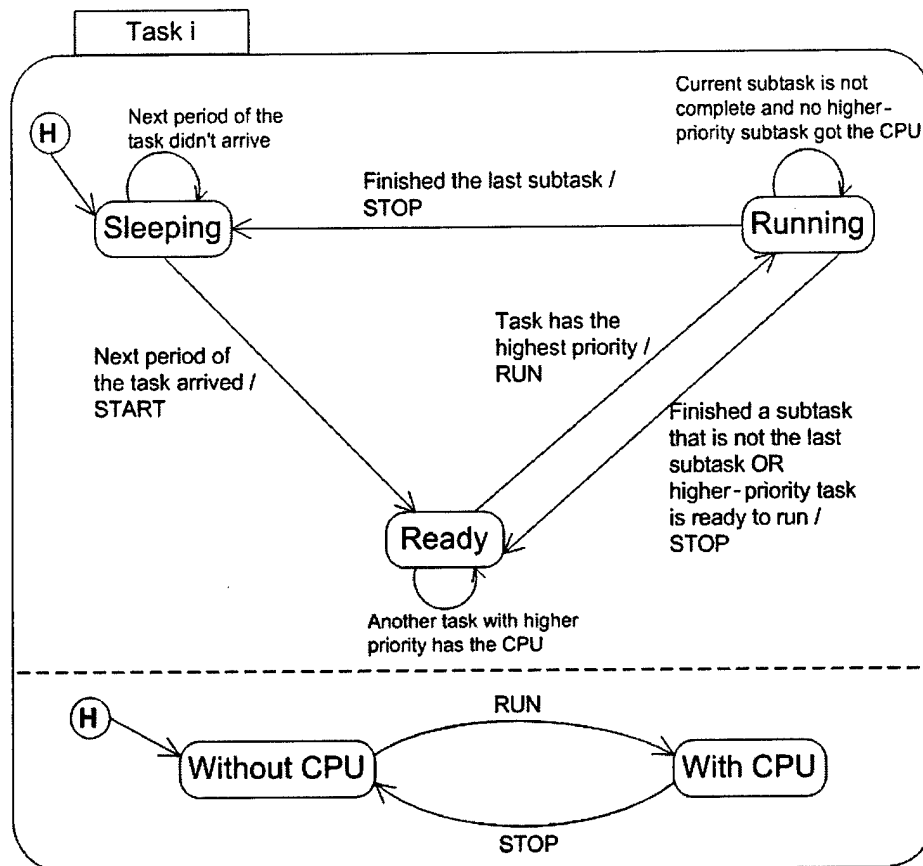 Task i
H
Next period of the
task didn't arrive
Current subtask is not
complete and no higher-
priority subtask got the CPU
Finished the last subtask /
STOP
Sleeping
Running
Next period of
the task arrived /
START
Task has the
highest priority /
RUN
Finished a subtask
that is not the last
subtask OR
higher-priority task
is ready to run /
STOP
Ready
Another task with higher
priority has the CPU
H
RUN
Without CPU
With CPU
STOP